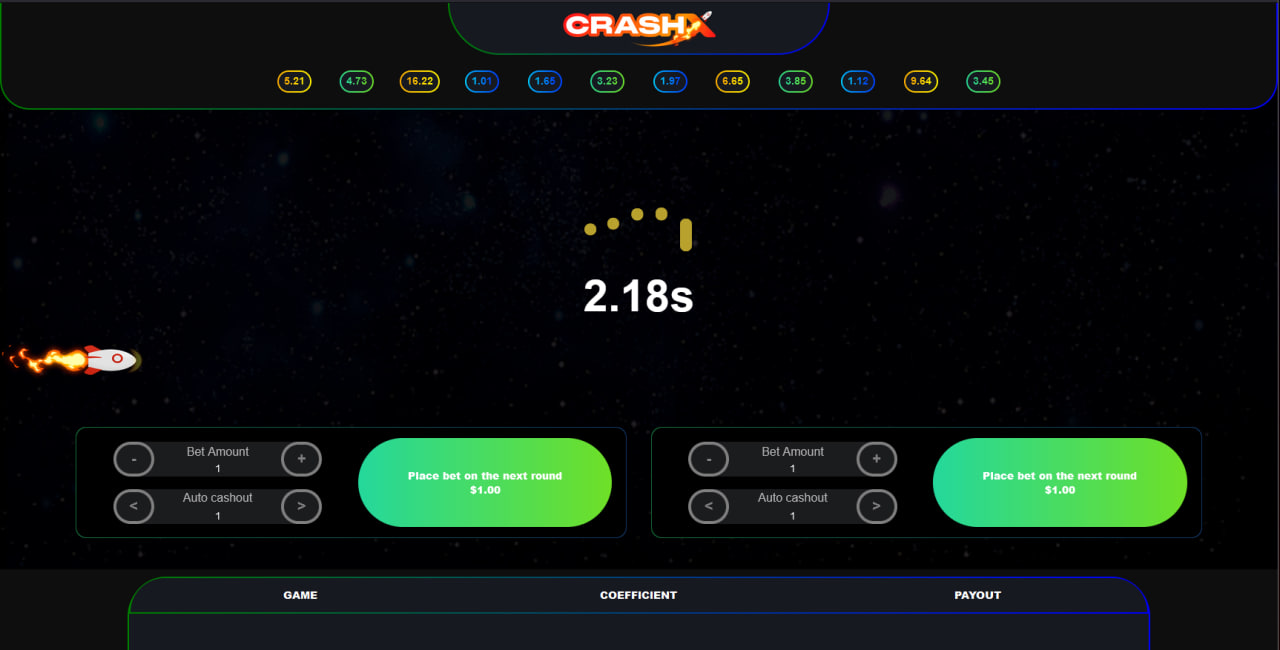 CRASHX
5.21 4.73 16.22 1.01 1.65 3.23 1.97 6.65 3.85 1.12 9.64 3.45
2.18s
- Bet Amount +
1
< Auto cashout >
1
Place bet on the next round
$1.00
- Bet Amount +
1
< Auto cashout >
1
Place bet on the next round
$1.00
GAME COEFFICIENT PAYOUT